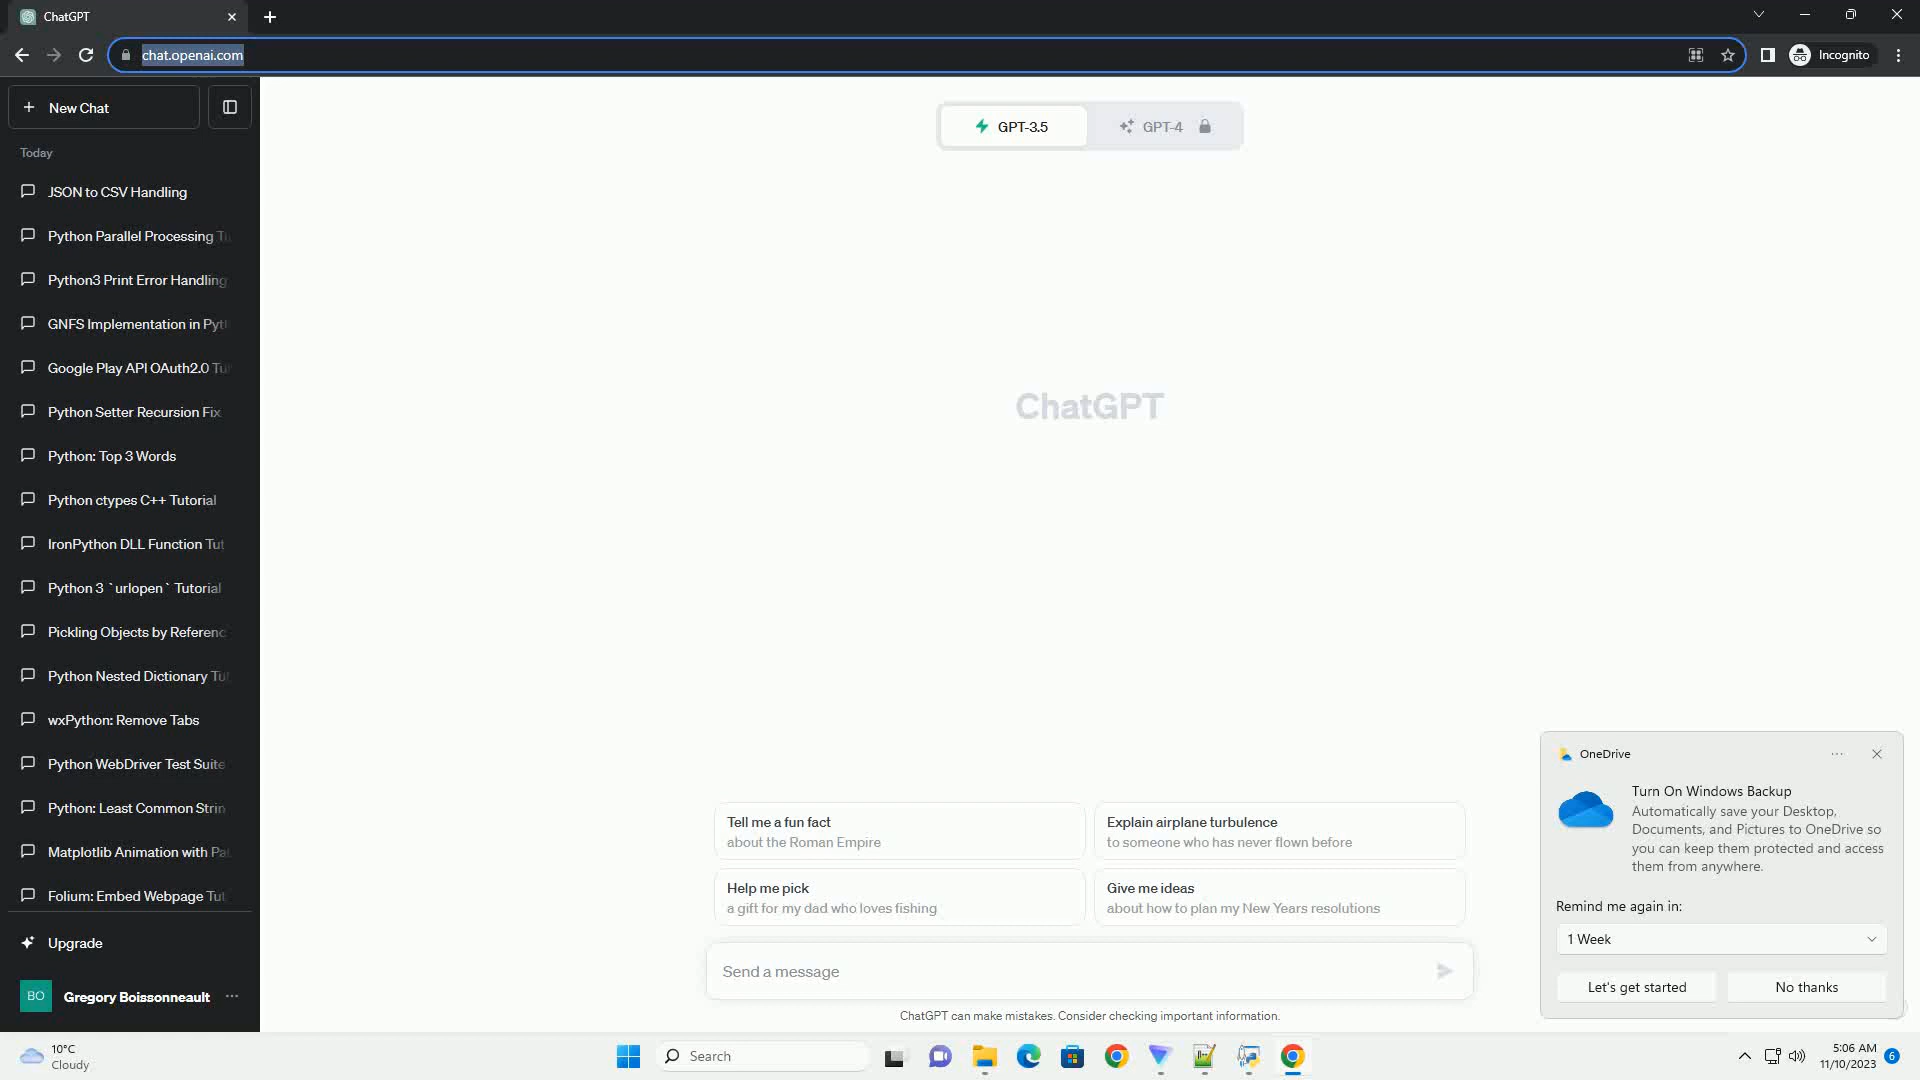 ChatGPT
chat.openai.com
Incognito
New Chat
Today
JSON to CSV Handling
Python Parallel Processing Tu
Python3 Print Error Handling
GNFS Implementation in Pyth
Google Play API OAuth2.0 Tut
Python Setter Recursion Fix
Python: Top 3 Words
Python ctypes C++ Tutorial
IronPython DLL Function Tut
Python 3 `urlopen` Tutorial
Pickling Objects by Referenc
Python Nested Dictionary Tut
wxPython: Remove Tabs
Python WebDriver Test Suite
Python: Least Common Strin
Matplotlib Animation with Pat
Folium: Embed Webpage Tut
Upgrade
BO
Gregory Boissonneault
GPT-3.5
GPT-4
ChatGPT
Tell me a fun fact
about the Roman Empire
Explain airplane turbulence
to someone who has never flown before
Help me pick
a gift for my dad who loves fishing
Give me ideas
about how to plan my New Years resolutions
Send a message
ChatGPT can make mistakes. Consider checking important information.
OneDrive
Turn On Windows Backup
Automatically save your Desktop,
Documents, and Pictures to OneDrive so
you can keep them protected and access
them from anywhere.
Remind me again in:
1 Week
Let's get started
No thanks
10°C
Cloudy
Search
5:06 AM
11/10/2023
6